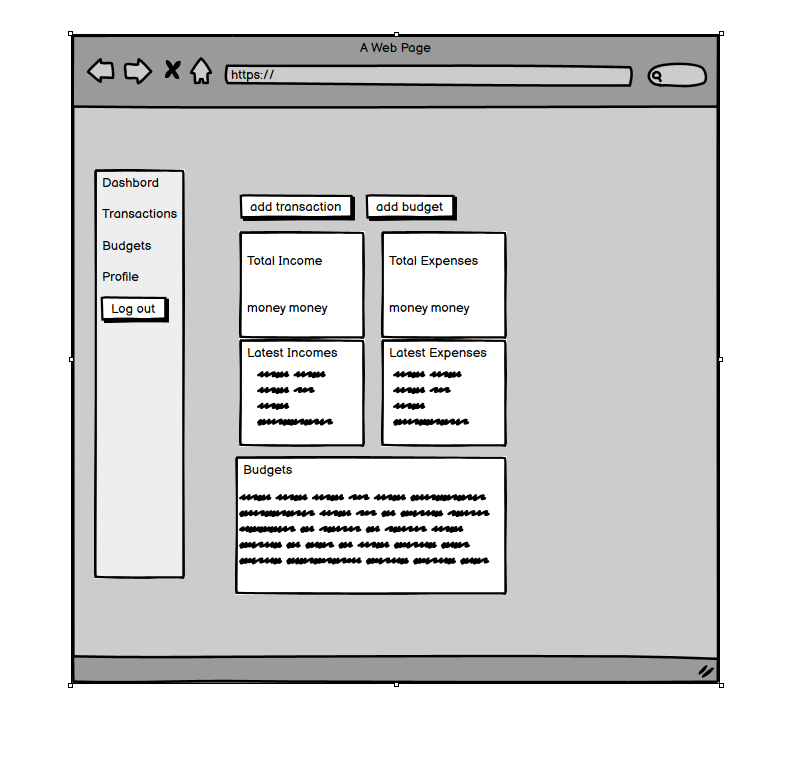 A Web Page
https://
Dashbord
Transactions
Budgets
Profile
Log out
add transaction
add budget
Total Income
money money
Total Expenses
money money
Latest Incomes
Latest Expenses
Budgets